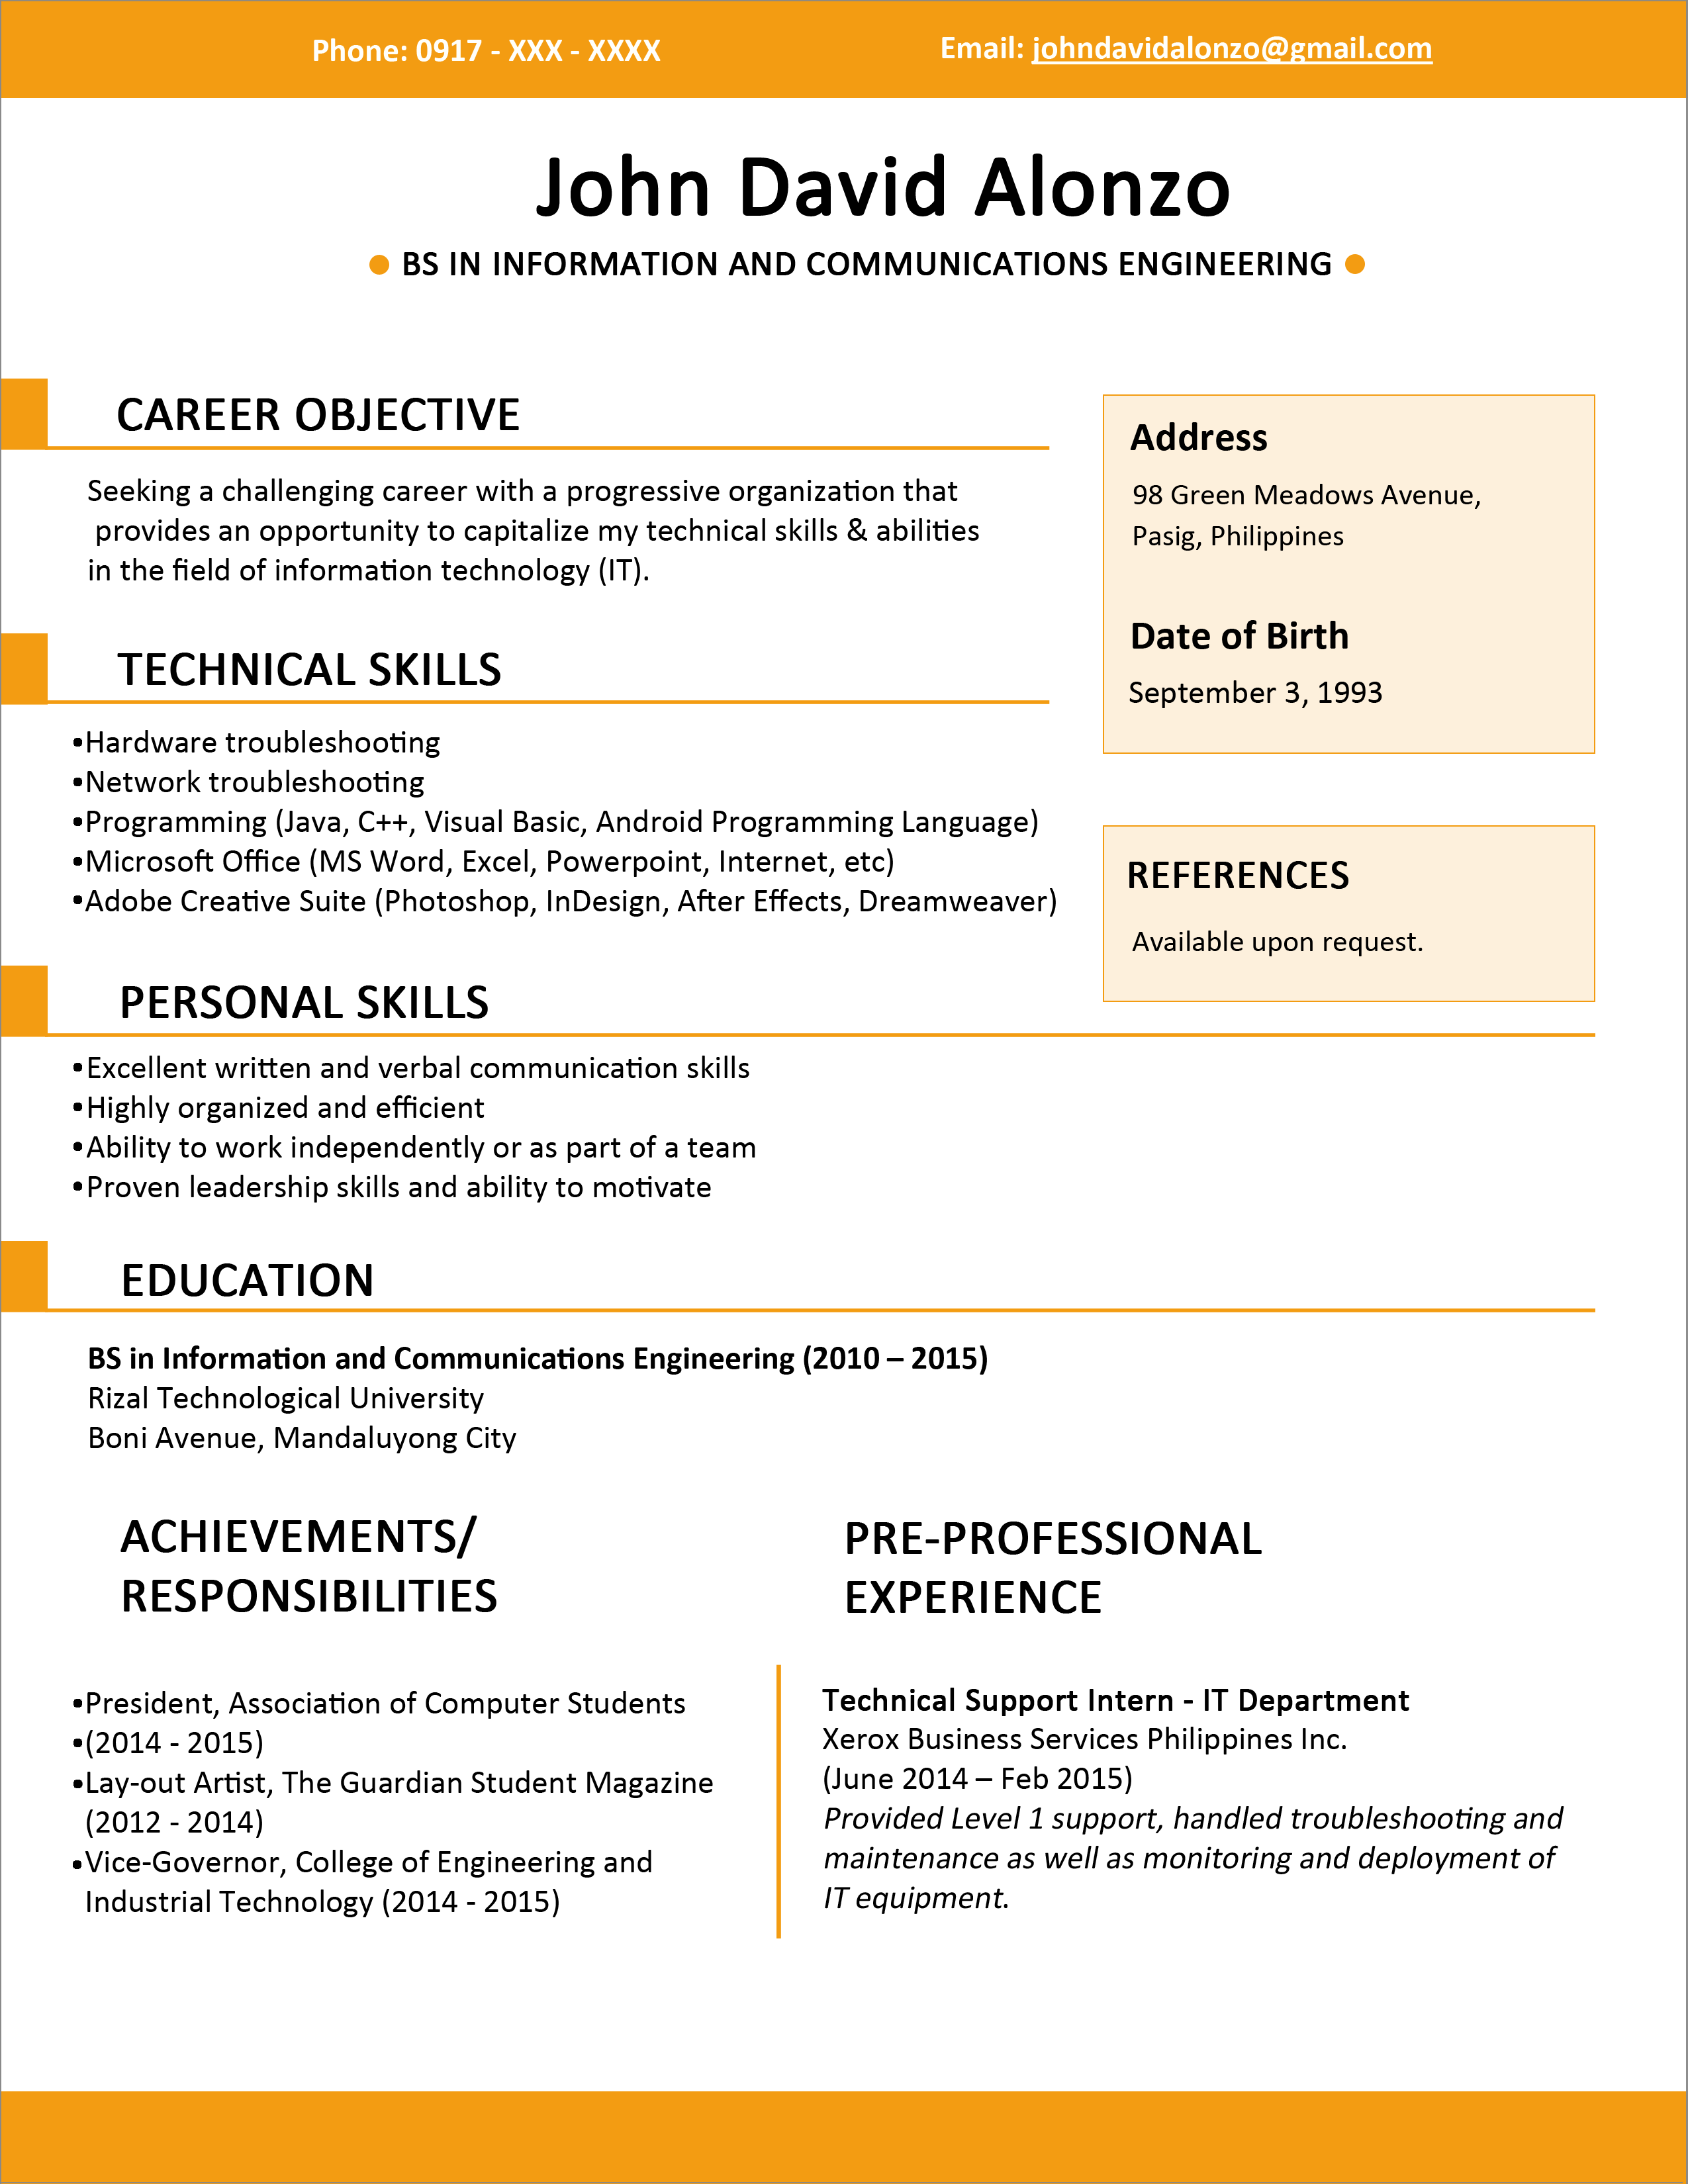 Phone: 0917 - XXX - XXXX
Email: johndavidalonzo@gmail.com
John David Alonzo
● BS IN INFORMATION AND COMMUNICATIONS ENGINEERING ●
CAREER OBJECTIVE
Seeking a challenging career with a progressive organization that
provides an opportunity to capitalize my technical skills & abilities
in the field of information technology (IT).
TECHNICAL SKILLS
•Hardware troubleshooting
•Network troubleshooting
•Programming (Java, C++, Visual Basic, Android Programming Language)
•Microsoft Office (MS Word, Excel, Powerpoint, Internet, etc)
•Adobe Creative Suite (Photoshop, InDesign, After Effects, Dreamweaver)
Address
98 Green Meadows Avenue,
Pasig, Philippines
Date of Birth
September 3, 1993
REFERENCES
Available upon request.
PERSONAL SKILLS
•Excellent written and verbal communication skills
•Highly organized and efficient
•Ability to work independently or as part of a team
•Proven leadership skills and ability to motivate
EDUCATION
BS in Information and Communications Engineering (2010 – 2015)
Rizal Technological University
Boni Avenue, Mandaluyong City
ACHIEVEMENTS/
RESPONSIBILITIES
•President, Association of Computer Students
•(2014 - 2015)
•Lay-out Artist, The Guardian Student Magazine
(2012 - 2014)
•Vice-Governor, College of Engineering and
Industrial Technology (2014 - 2015)
PRE-PROFESSIONAL
EXPERIENCE
Technical Support Intern - IT Department
Xerox Business Services Philippines Inc.
(June 2014 – Feb 2015)
Provided Level 1 support, handled troubleshooting and
maintenance as well as monitoring and deployment of
IT equipment.